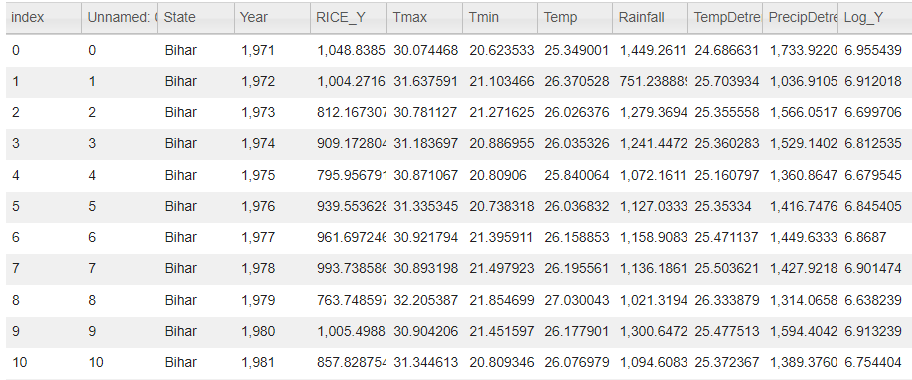 index Unnamed: State Year RICE_Y Tmax Tmin Temp Rainfall TempDetre PrecipDetre Log_Y
0 0 Bihar 1,971 1,048.8385 30.074468 20.623533 25.349001 1,449.2611 24.686631 1,733.9220 6.955439
1 1 Bihar 1,972 1,004.2716 31.637591 21.103466 26.370528 751.238889 25.703934 1,036.9105 6.912018
2 2 Bihar 1,973 812.167307 30.781127 21.271625 26.026376 1,279.3694 25.355558 1,566.0517 6.699706
3 3 Bihar 1,974 909.172804 31.183697 20.886955 26.035326 1,241.4472 25.360283 1,529.1402 6.812535
4 4 Bihar 1,975 795.956791 30.871067 20.80906 25.840064 1,072.1611 25.160797 1,360.8647 6.679545
5 5 Bihar 1,976 939.553628 31.335345 20.738318 26.036832 1,127.0333 25.35334 1,416.7476 6.845405
6 6 Bihar 1,977 961.697246 30.921794 21.395911 26.158853 1,158.9083 25.471137 1,449.6333 6.8687
7 7 Bihar 1,978 993.738586 30.893198 21.497923 26.195561 1,136.1861 25.503621 1,427.9218 6.901474
8 8 Bihar 1,979 763.748597 32.205387 21.854699 27.030043 1,021.3194 26.333879 1,314.0658 6.638239
9 9 Bihar 1,980 1,005.4988 30.904206 21.451597 26.177901 1,300.6472 25.477513 1,594.4042 6.913239
10 10 Bihar 1,981 857.828754 31.344613 20.809346 26.076979 1,094.6083 25.372367 1,389.3760 6.754404